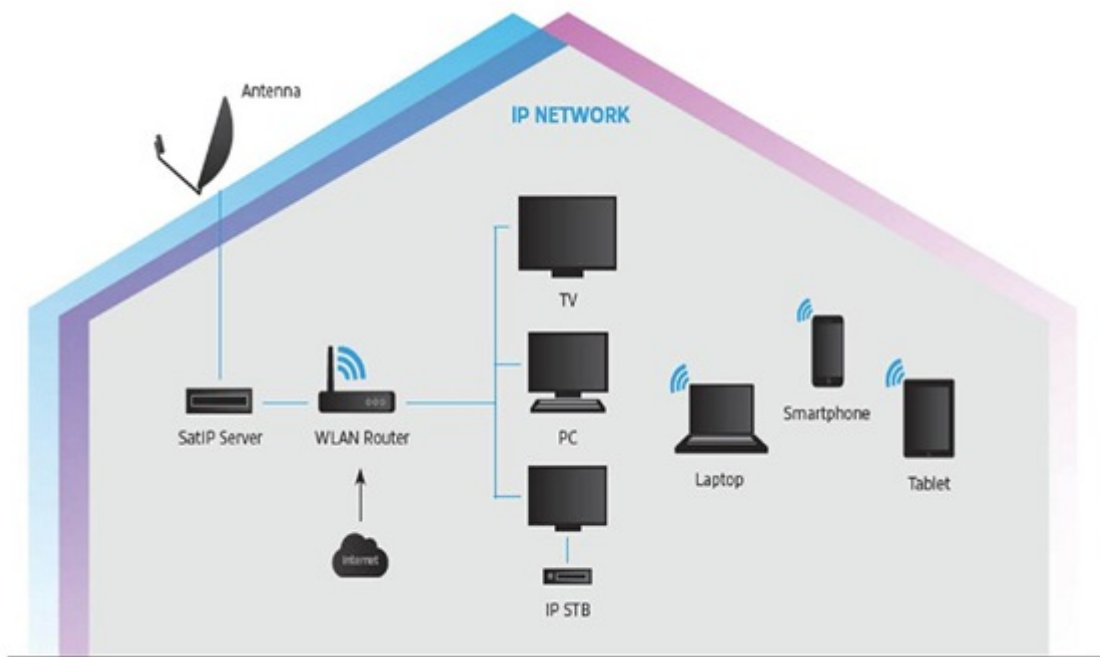 Antenna
IP NETWORK
TV
SatIP Server
WLAN Router
PC
Smartphone
Laptop
Tablet
Internet
IP STB